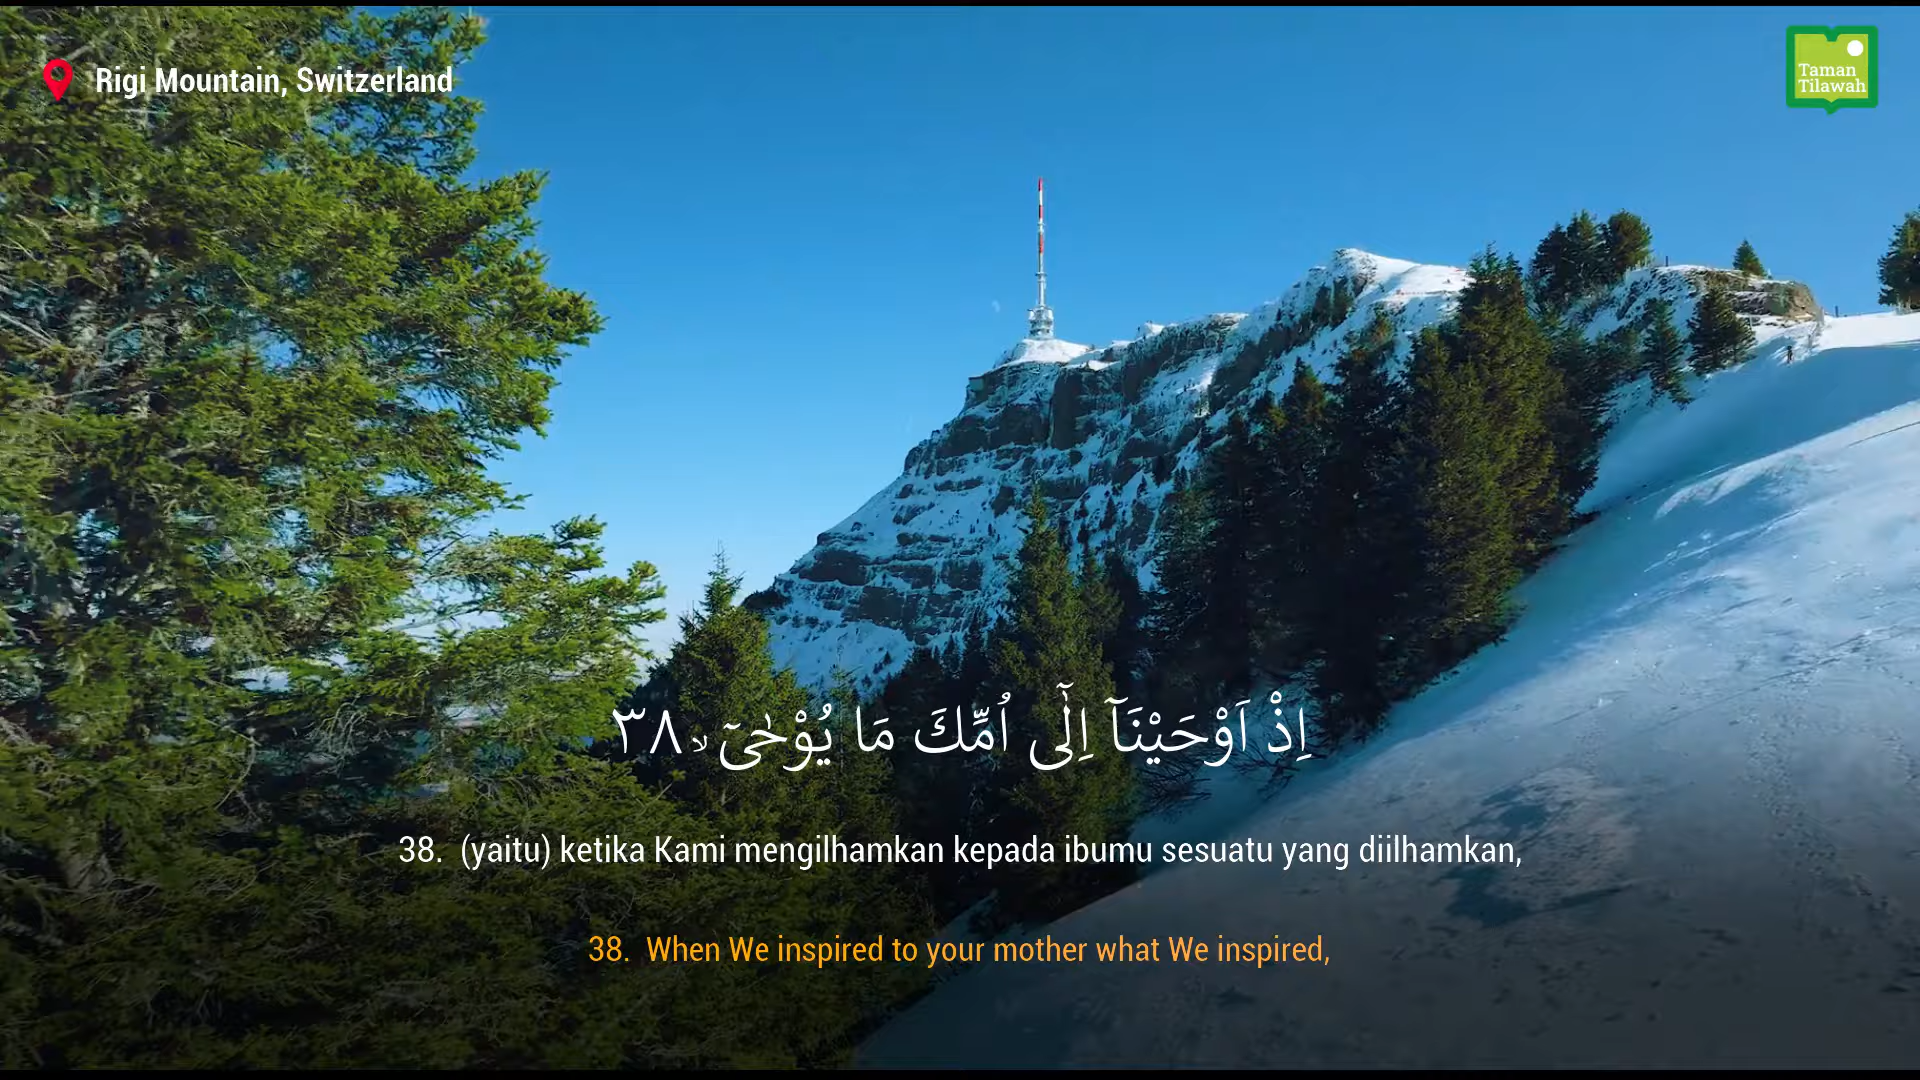 Rigi Mountain, Switzerland
Taman
Tilawah
اِذْ اَوْحَيْنَآ اِلٰٓى اُمِّكَ مَا يُوْحٰىٓ ۙ ٣٨
38. (yaitu) ketika Kami mengilhamkan kepada ibumu sesuatu yang diilhamkan,
38. When We inspired to your mother what We inspired,